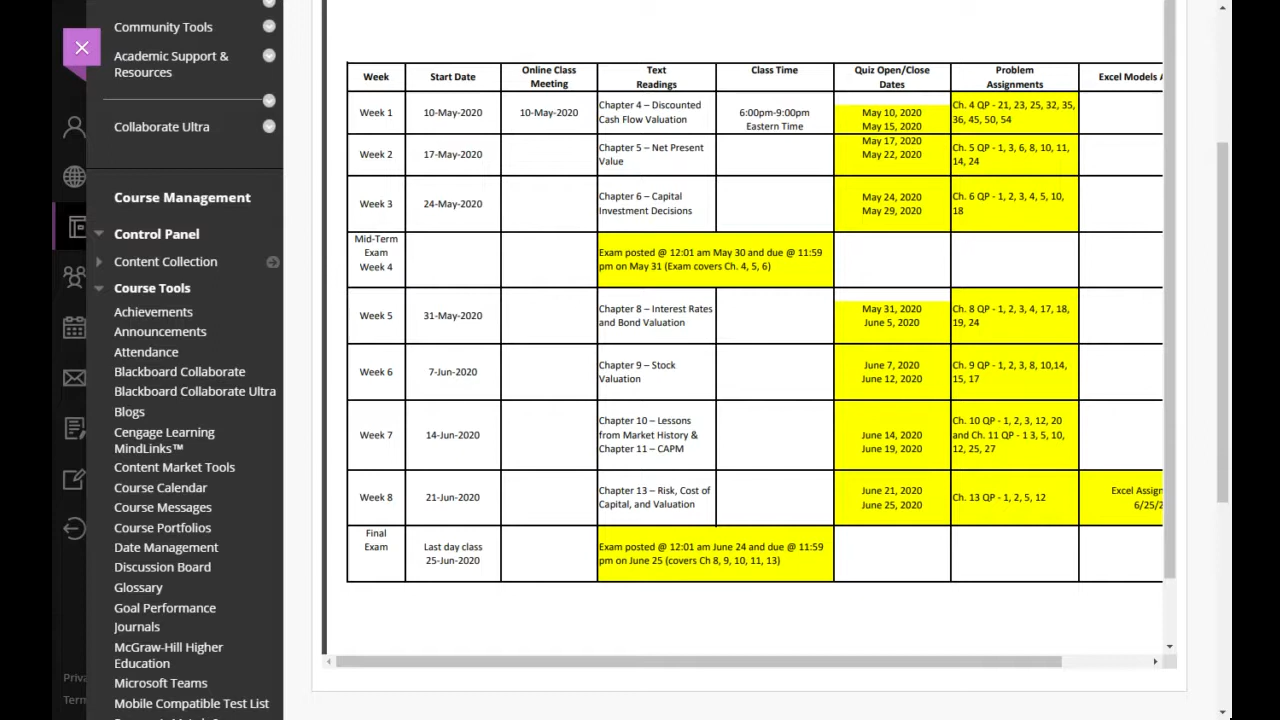 Community Tools
Academic Support &
Resources
Collaborate Ultra
Course Management
Control Panel
Content Collection
Course Tools
Achievements
Announcements
Attendance
Blackboard Collaborate
Blackboard Collaborate Ultra
Blogs
Cengage Learning
MindLinks™
Content Market Tools
Course Calendar
Course Messages
Course Portfolios
Date Management
Discussion Board
Glossary
Goal Performance
Journals
McGraw-Hill Higher
Education
Microsoft Teams
Mobile Compatible Test List
Priva
Term
Week
Start Date
Online Class
Meeting
Text
Readings
Class Time
Quiz Open/Close
Dates
Problem
Assignments
Excel Models A
Week 1
10-May-2020
10-May-2020
Chapter 4 – Discounted
Cash Flow Valuation
6:00pm-9:00pm
Eastern Time
May 10, 2020
May 15, 2020
Ch. 4 QP - 21, 23, 25, 32, 35,
36, 45, 50, 54
Week 2
17-May-2020
Chapter 5 – Net Present
Value
May 17, 2020
May 22, 2020
Ch. 5 QP - 1, 3, 6, 8, 10, 11,
14, 24
Week 3
24-May-2020
Chapter 6 – Capital
Investment Decisions
May 24, 2020
May 29, 2020
Ch. 6 QP - 1, 2, 3, 4, 5, 10,
18
Mid-Term
Exam
Week 4
Exam posted @ 12:01 am May 30 and due @ 11:59
pm on May 31 (Exam covers Ch. 4, 5, 6)
Week 5
31-May-2020
Chapter 8 – Interest Rates
and Bond Valuation
May 31, 2020
June 5, 2020
Ch. 8 QP - 1, 2, 3, 4, 17, 18,
19, 24
Week 6
7-Jun-2020
Chapter 9 – Stock
Valuation
June 7, 2020
June 12, 2020
Ch. 9 QP - 1, 2, 3, 8, 10,14,
15, 17
Week 7
14-Jun-2020
Chapter 10 – Lessons
from Market History &
Chapter 11 – CAPM
June 14, 2020
June 19, 2020
Ch. 10 QP - 1, 2, 3, 12, 20
and Ch. 11 QP - 1 3, 5, 10,
12, 25, 27
Week 8
21-Jun-2020
Chapter 13 – Risk, Cost of
Capital, and Valuation
June 21, 2020
June 25, 2020
Ch. 13 QP - 1, 2, 5, 12
Excel Assign
6/25/2
Final
Exam
Last day class
25-Jun-2020
Exam posted @ 12:01 am June 24 and due @ 11:59
pm on June 25 (covers Ch 8, 9, 10, 11, 13)